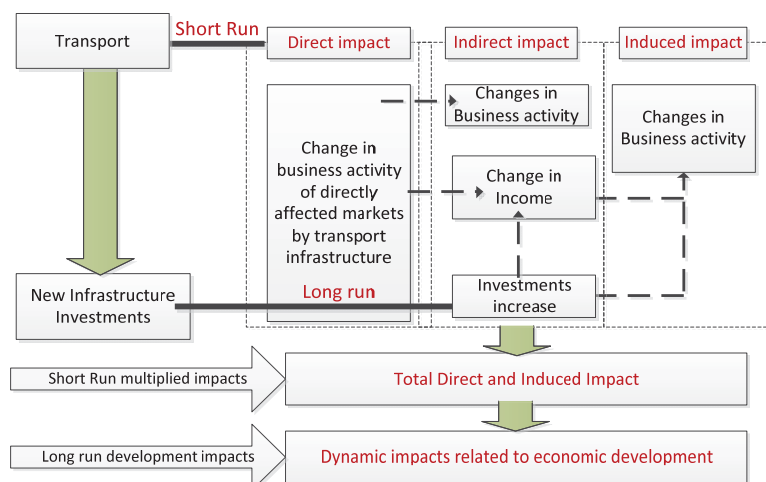 Transport
Short Run
Direct impact
Indirect impact
Induced impact
Changes in
Business activity
Changes in
Business activity
Change in
business activity
of directly
affected markets
by transport
infrastructure
Change in
Income
Long run
New Infrastructure
Investments
Investments
increase
Short Run multiplied impacts
Total Direct and Induced Impact
Long run development impacts
Dynamic impacts related to economic development